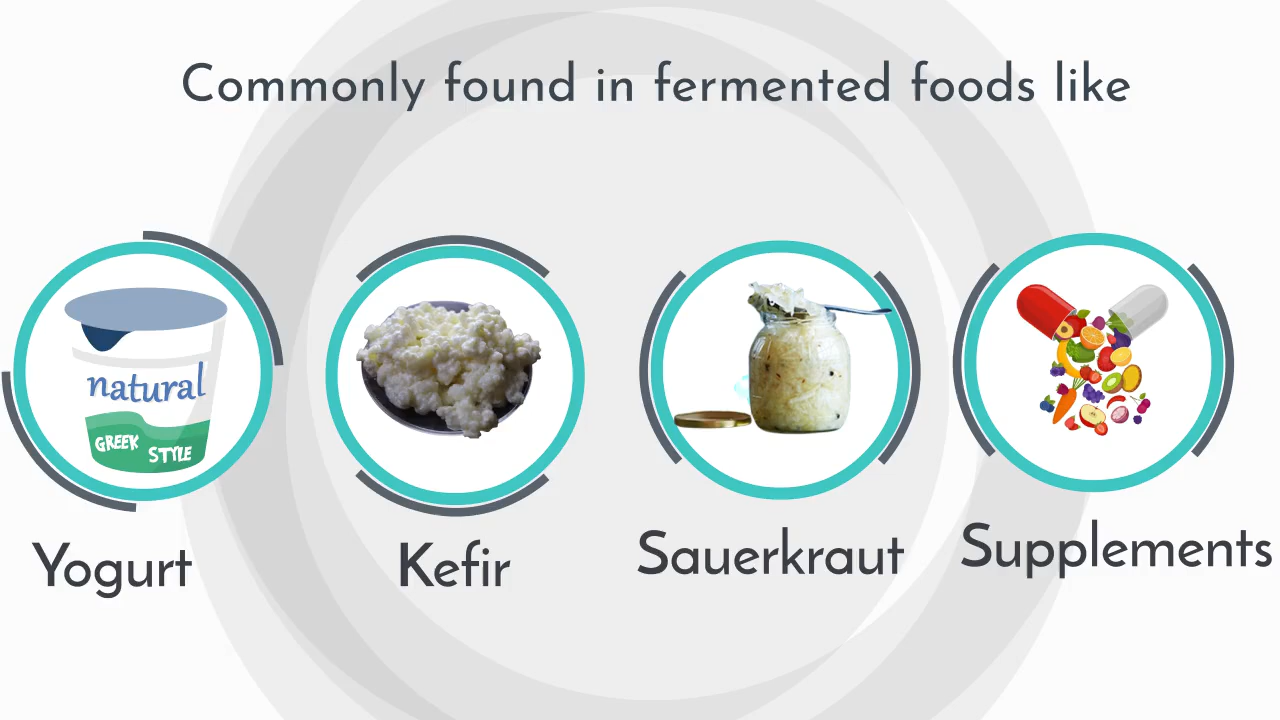 Commonly found in fermented foods like
natural
GREEK STYLE
Yogurt
Kefir
Sauerkraut
Supplements